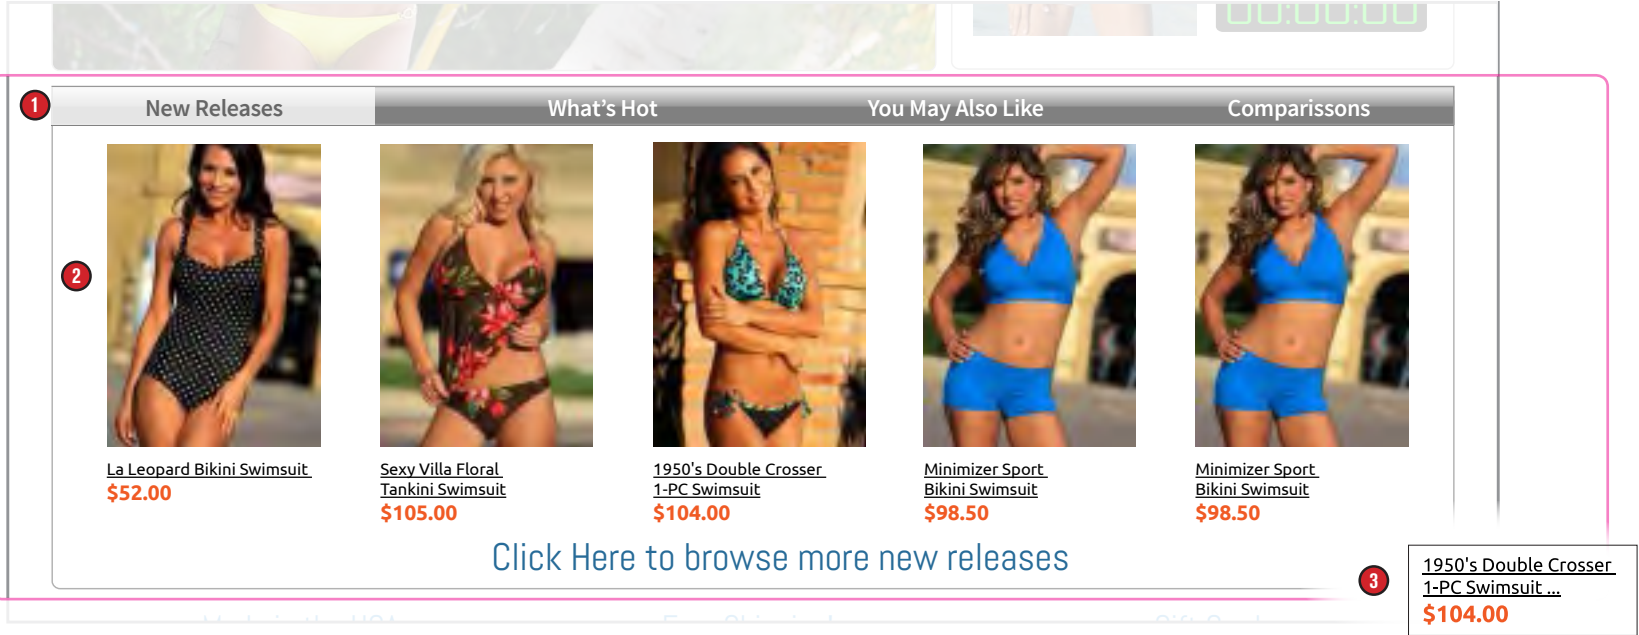 00:00:00
1
New Releases
What's Hot
You May Also Like
Comparissons
2
La Leopard Bikini Swimsuit
$52.00
Sexy Villa Floral
Tankini Swimsuit
$105.00
1950's Double Crosser
1-PC Swimsuit
$104.00
Minimizer Sport
Bikini Swimsuit
$98.50
Minimizer Sport
Bikini Swimsuit
$98.50
Click Here to browse more new releases
3
1950's Double Crosser
1-PC Swimsuit ...
$104.00